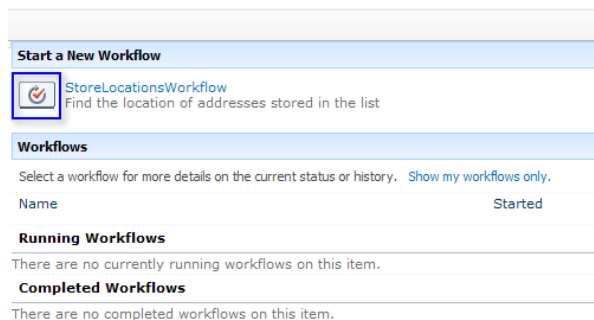 Start a New Workflow
StoreLocationsWorkflow
Find the location of addresses stored in the list
Workflows
Select a workflow for more details on the current status or history. Show my workflows only.
Name Started
Running Workflows
There are no currently running workflows on this item.
Completed Workflows
There are no completed workflows on this item.